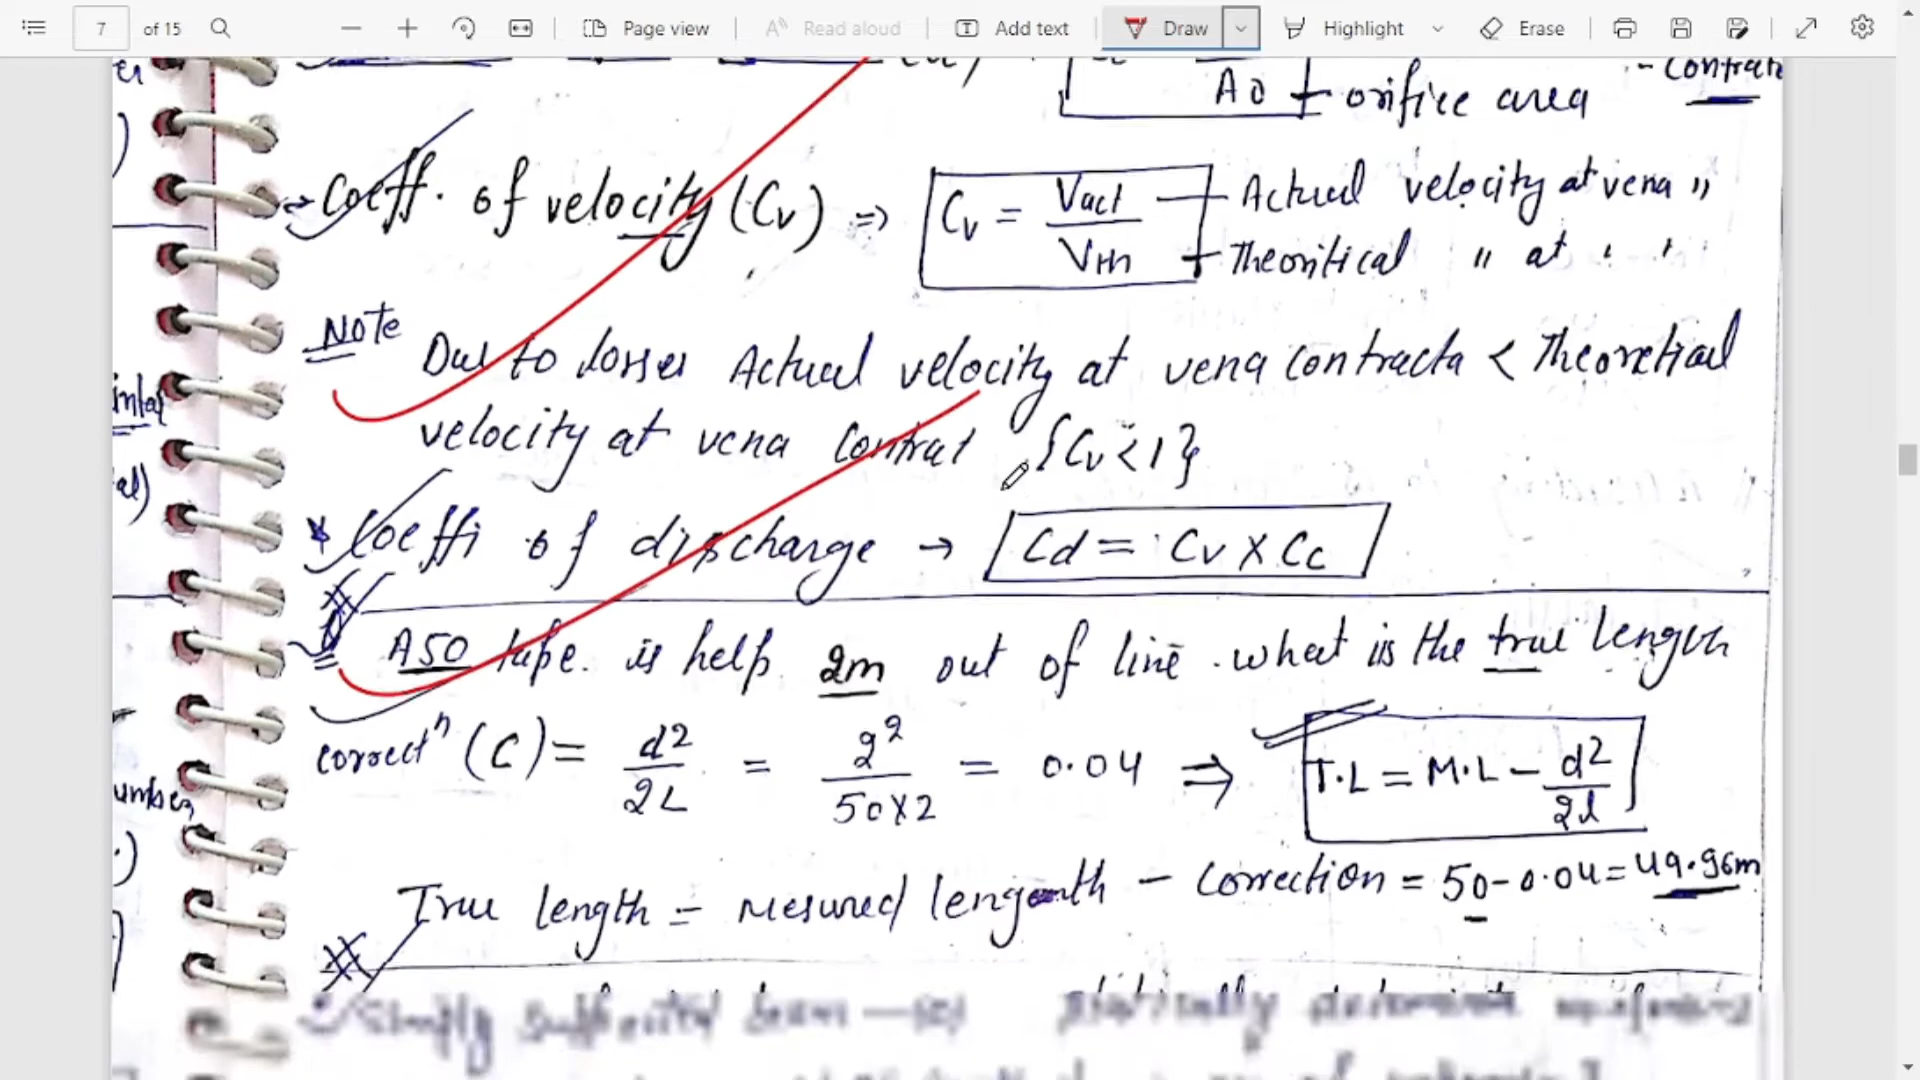 7 of 15 Page view Read aloud Add text Draw Highlight Erase
A0 orifice area - Contra
Coeff. of velocity (Cv) => Cv = Vact Actual velocity at vena "
Vth Theoritical " at " "
Note
Due to losses Actual velocity at vena contracta < Theoretical
velocity at vena contrat {Cv < 1}
* Coeffi of discharge → Cd = Cv X Cc
A 50 tape. is help 2m out of line. what is the true length
correctⁿ (C) = d²/2L = 2²/50X2 = 0.04 ⇒ T.L = M.L - d²/2l
True length = Mesured length - Correction = 50-0.04 = 49.96m